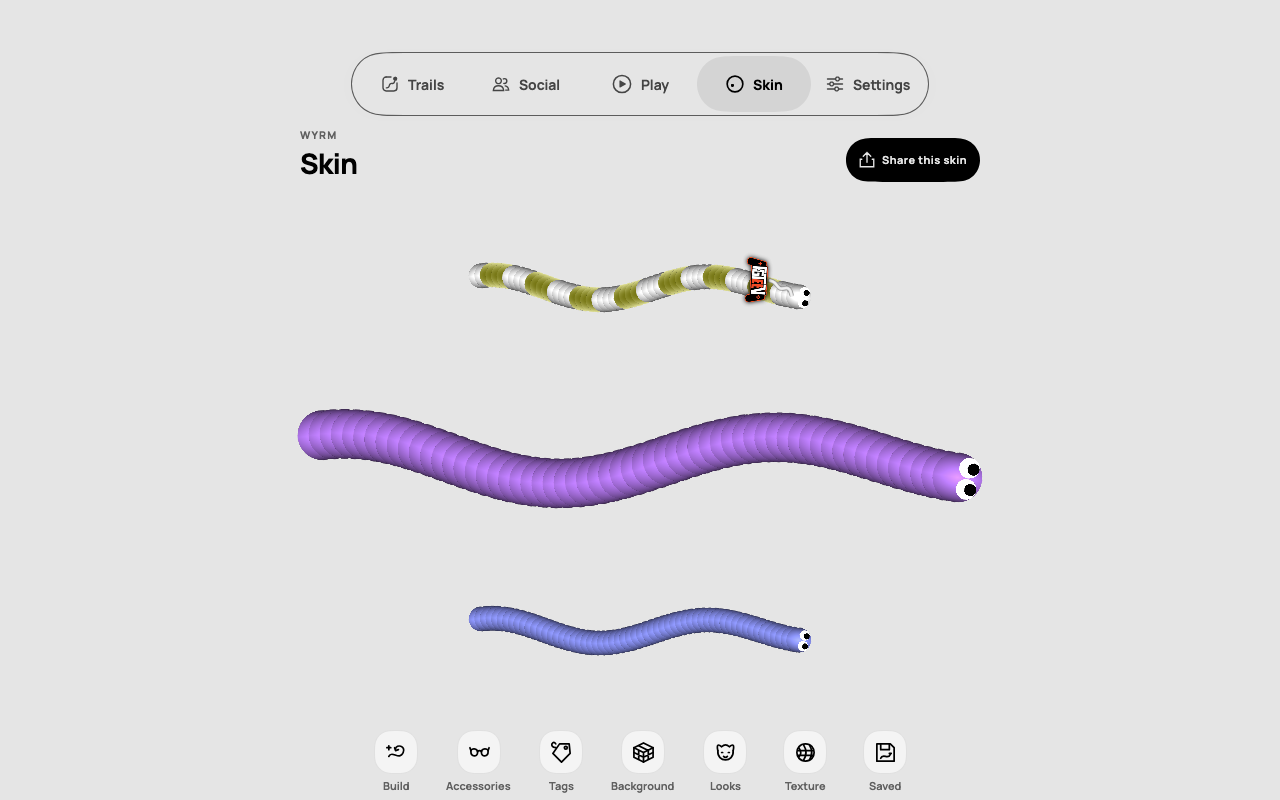 Trails
Social
Play
Skin
Settings
WYRM
Skin
Share this skin
Build
Accessories
Tags
Background
Looks
Texture
Saved